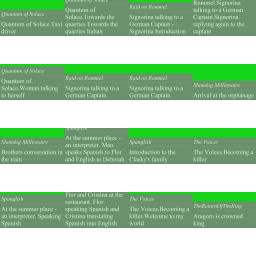 Quantum of Solace
Quantum of Solace.Taxi
driver
Quantum of
Solace.Towards the
quarties Italian
Raid on Rommel
Signorina talking to a
German Captain -
Signorina Introduction
Rommel.Signorina
talking to a German
Captain.Signorina
replying again to the
captain
Quantum of Solace
Quantum of
Solace.Woman talking
to herself
Raid on Rommel
Signorina talking to a
German Captain
Raid on Rommel
Signorina talking to a
German Captain
Slumdog Millionaire
Arrival at the orphanage
Slumdog Millionaire
Brothers conversation in
the train
Spanglish
At the summer place -
an interpreter. Man
speaks Spanish to Flor
and English to Deborah
Spanglish
Introduction to the
Clasky's family
The Voices
The Voices.Becoming a
killer
Spanglish
At the summer place -
an interpreter. Speaking
Spanish
Flor and Cristina at the
restaurant. Flor
speaking Spanish and
Cristina translating
Spanish into English
The Voices
The Voices.Becoming a
killer.Welcome to my
world
TheReturnOfTheKing
Aragorn is crowned
king